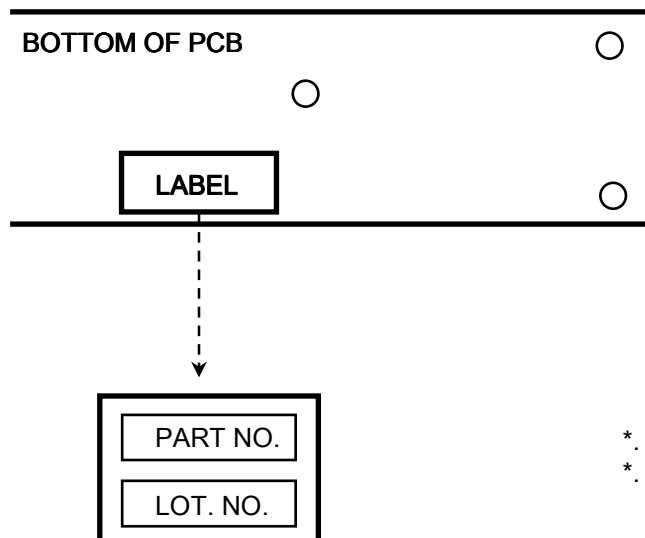 BOTTOM OF PCB
LABEL
PART NO.
*.
*.
LOT. NO.